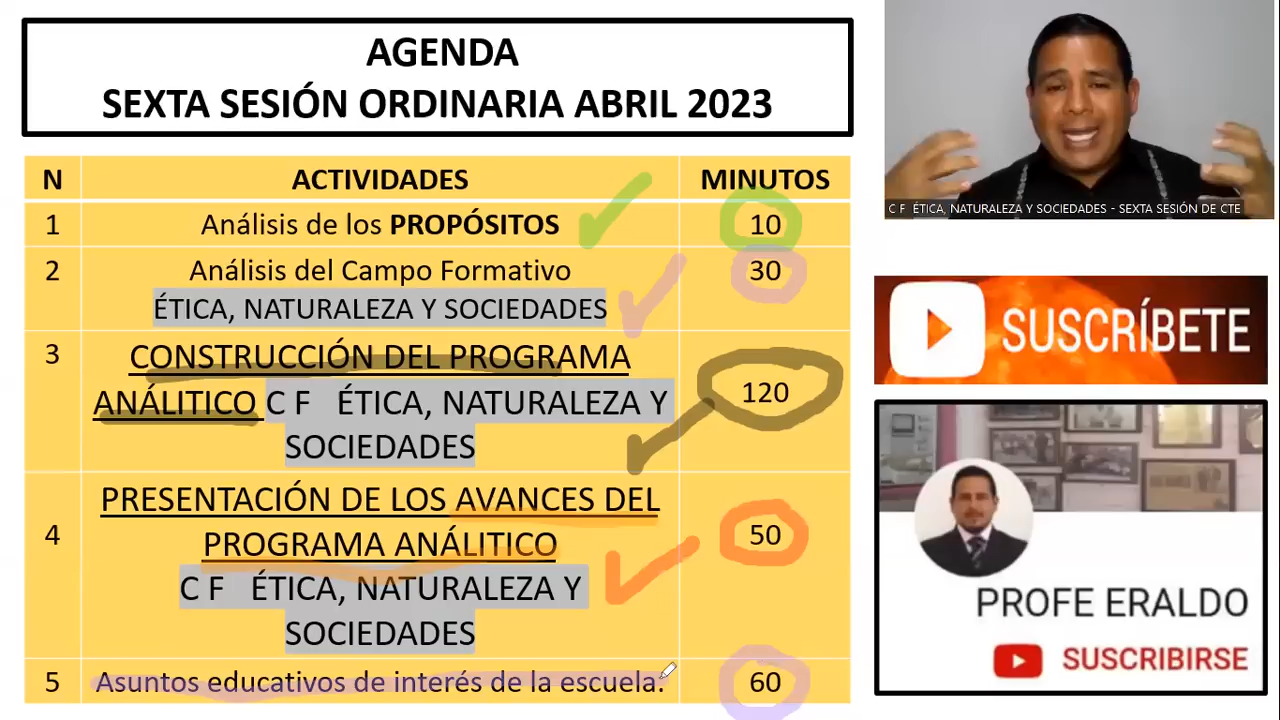 AGENDA
SEXTA SESIÓN ORDINARIA ABRIL 2023
N ACTIVIDADES MINUTOS
1 Análisis de los PROPÓSITOS 10
2 Análisis del Campo Formativo 30
ÉTICA, NATURALEZA Y SOCIEDADES
3 CONSTRUCCIÓN DEL PROGRAMA
ANÁLITICO C F ÉTICA, NATURALEZA Y 120
SOCIEDADES
PRESENTACIÓN DE LOS AVANCES DEL
4 PROGRAMA ANÁLITICO 50
C F ÉTICA, NATURALEZA Y
SOCIEDADES
5 Asuntos educativos de interés de la escuela. 60
C F ÉTICA, NATURALEZA Y SOCIEDADES - SEXTA SESIÓN DE CTE
SUSCRÍBETE
PROFE ERALDO
SUSCRIBIRSE